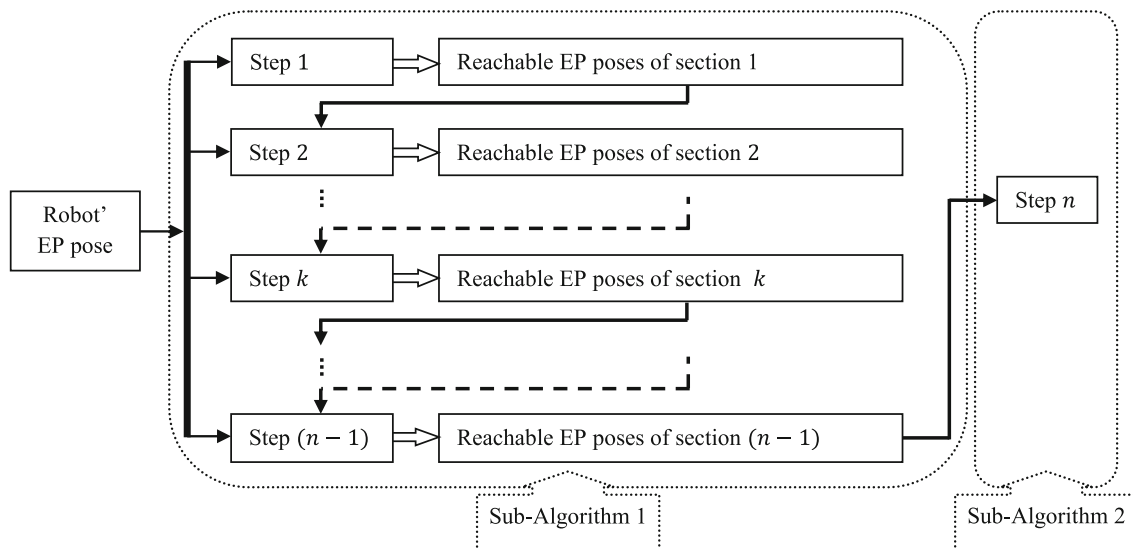 Step 1
Reachable EP poses of section 1
Step 2
Reachable EP poses of section 2
Robot’
EP pose
Step n
Step k
Reachable EP poses of section k
Step (n − 1)
Reachable EP poses of section (n − 1)
Sub-Algorithm 1
Sub-Algorithm 2